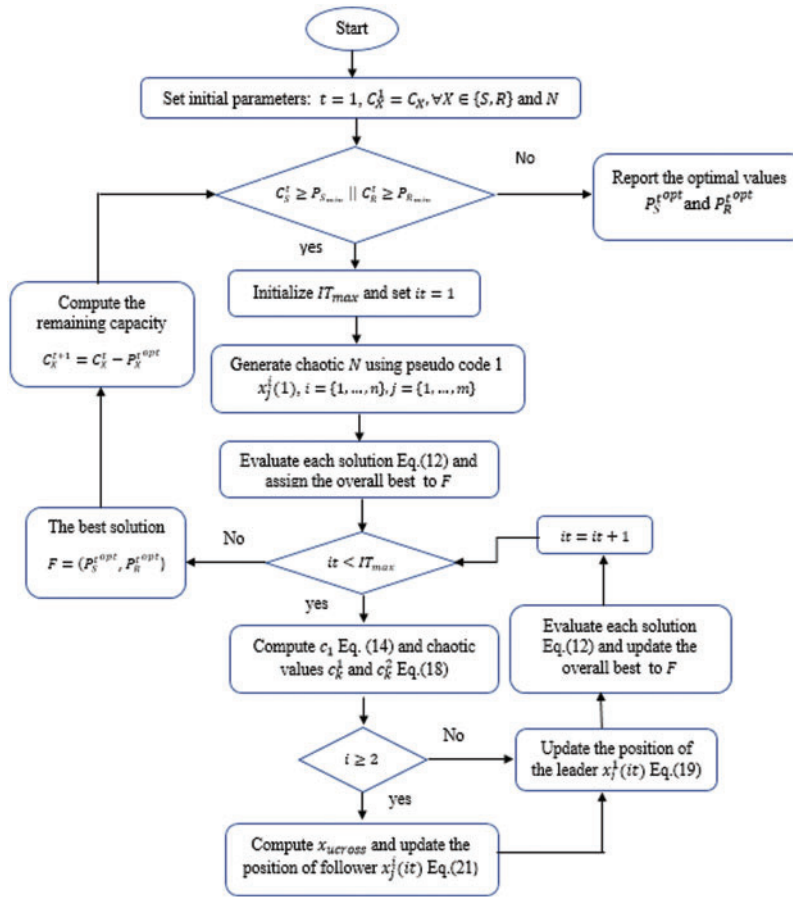 Start
Set initial parameters: t = 1, C_X^1 = C_X, ∀X ∈ {S, R} and N
No
C_S^t ≥ P_{S_min} || C_R^t ≥ P_{R_min}
Report the optimal values
P_S^{t^{opt}} and P_R^{t^{opt}}
yes
Initialize IT_max and set it = 1
Compute the
remaining capacity
C_X^{t+1} = C_X^t − P_X^{t^{opt}}
Generate chaotic N using pseudo code 1
x_j^i(1), i = {1, ..., n}, j = {1, ..., m}
Evaluate each solution Eq.(12) and
assign the overall best to F
The best solution
F = (P_S^{t^{opt}}, P_R^{t^{opt}})
No
it < IT_max
it = it + 1
yes
Compute c_1 Eq. (14) and chaotic
values c_k^1 and c_k^2 Eq.(18)
Evaluate each solution
Eq.(12) and update the
overall best to F
i ≥ 2
No
Update the position of
the leader x_j^1(it) Eq.(19)
yes
Compute x_ucross and update the
position of follower x_j^i(it) Eq.(21)